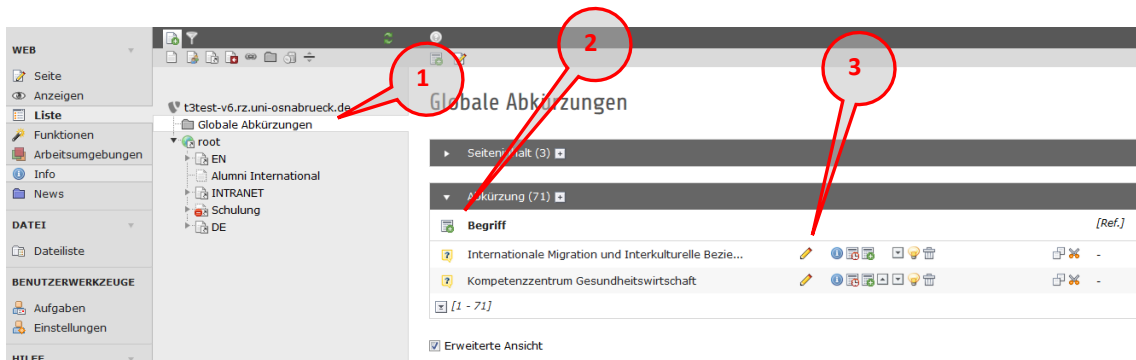 WEB
Seite
Anzeigen
Liste
Funktionen
Arbeitsumgebungen
Info
News
DATEI
Dateiliste
BENUTZERWERKZEUGE
Aufgaben
Einstellungen
HILFE
t3test-v6.rz.uni-osnabrueck.de
Globale Abkürzungen
root
EN
Alumni International
INTRANET
Schulung
DE
1
2
3
Globale Abkürzungen
Seiteninhalt (3)
Abkürzung (71)
Begriff [Ref.]
Internationale Migration und Interkulturelle Bezie... -
Kompetenzzentrum Gesundheitswirtschaft -
[1 - 71]
Erweiterte Ansicht